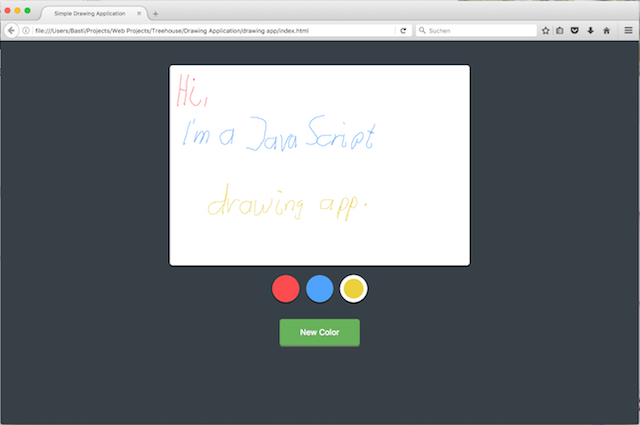 Simple Drawing Application
file:///Users/Basti/Projects/Web Projects/Treehouse/Drawing Application/drawing app/index.html
Suchen
Hi,
I'm a JavaScript
drawing app.
New Color